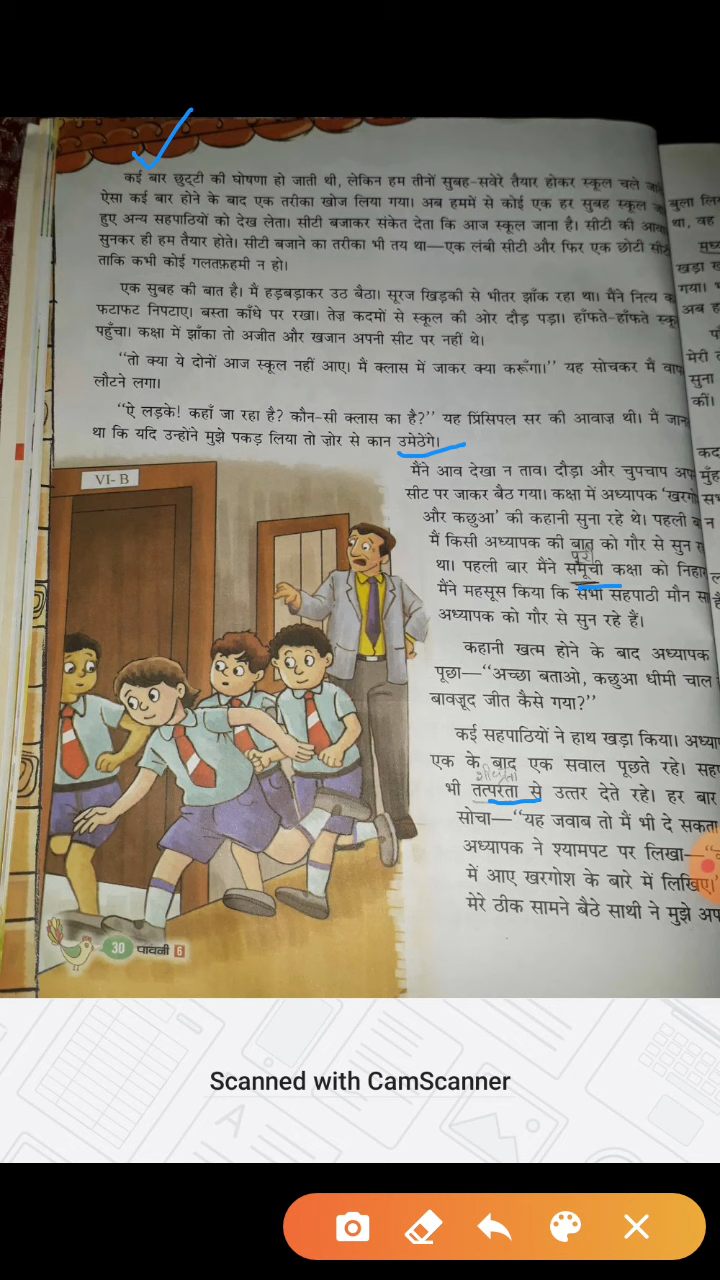 कई बार छुट्टी की घोषणा हो जाती थी, लेकिन हम तीनों सुबह-सवेरे तैयार होकर स्कूल चले
ऐसा कई बार होने के बाद एक तरीका खोज लिया गया। अब हममें से कोई एक हर सुबह स्कूल
हुए अन्य सहपाठियों को देख लेता। सीटी बजाकर संकेत देता कि आज स्कूल जाना है। सीटी की
सुनकर ही हम तैयार होते। सीटी बजाने का तरीका भी तय था—एक लंबी सीटी और फिर एक छोटी
ताकि कभी कोई गलतफ़हमी न हो।
एक सुबह की बात है। मैं हड़बड़ाकर उठ बैठा। सूरज खिड़की से भीतर झाँक रहा था। मैंने नित्य
फटाफट निपटाए। बस्ता काँधे पर रखा। तेज़ कदमों से स्कूल की ओर दौड़ पड़ा। हाँफते-हाँफते
पहुँचा। कक्षा में झाँका तो अजीत और खजान अपनी सीट पर नहीं थे।
“तो क्या ये दोनों आज स्कूल नहीं आए। मैं क्लास में जाकर क्या करूँगा।” यह सोचकर मैं
लौटने लगा।
“ऐ लड़के! कहाँ जा रहा है? कौन-सी क्लास का है?” यह प्रिंसिपल सर की आवाज़ थी। मैं
था कि यदि उन्होंने मुझे पकड़ लिया तो ज़ोर से कान उमेठेंगे।
मैंने आव देखा न ताव। दौड़ा और चुपचाप
सीट पर जाकर बैठ गया। कक्षा में अध्यापक
और कछुआ’ की कहानी सुना रहे थे। पहली
मैं किसी अध्यापक की बात को गौर से सुन
पूरी
था। पहली बार मैंने समूची कक्षा को
मैंने महसूस किया कि सभी सहपाठी मौन
अध्यापक को गौर से सुन रहे हैं।
कहानी खत्म होने के बाद अध्यापक
पूछा—“अच्छा बताओ, कछुआ धीमी चाल
बावजूद जीत कैसे गया?”
कई सहपाठियों ने हाथ खड़ा किया।
एक के बाद एक सवाल पूछते रहे।
भी तत्परता से उत्तर देते रहे। हर बार
सोचा—“यह जवाब तो मैं भी दे सकता
अध्यापक ने श्यामपट पर लिखा—
में आए खरगोश के बारे में लिखिए।
मेरे ठीक सामने बैठे साथी ने मुझे
VI- B
30 पावनी 6
था, वह
खड़ा
गया।
अब
मेरी
सुना
कीं।
कद
न
Scanned with CamScanner